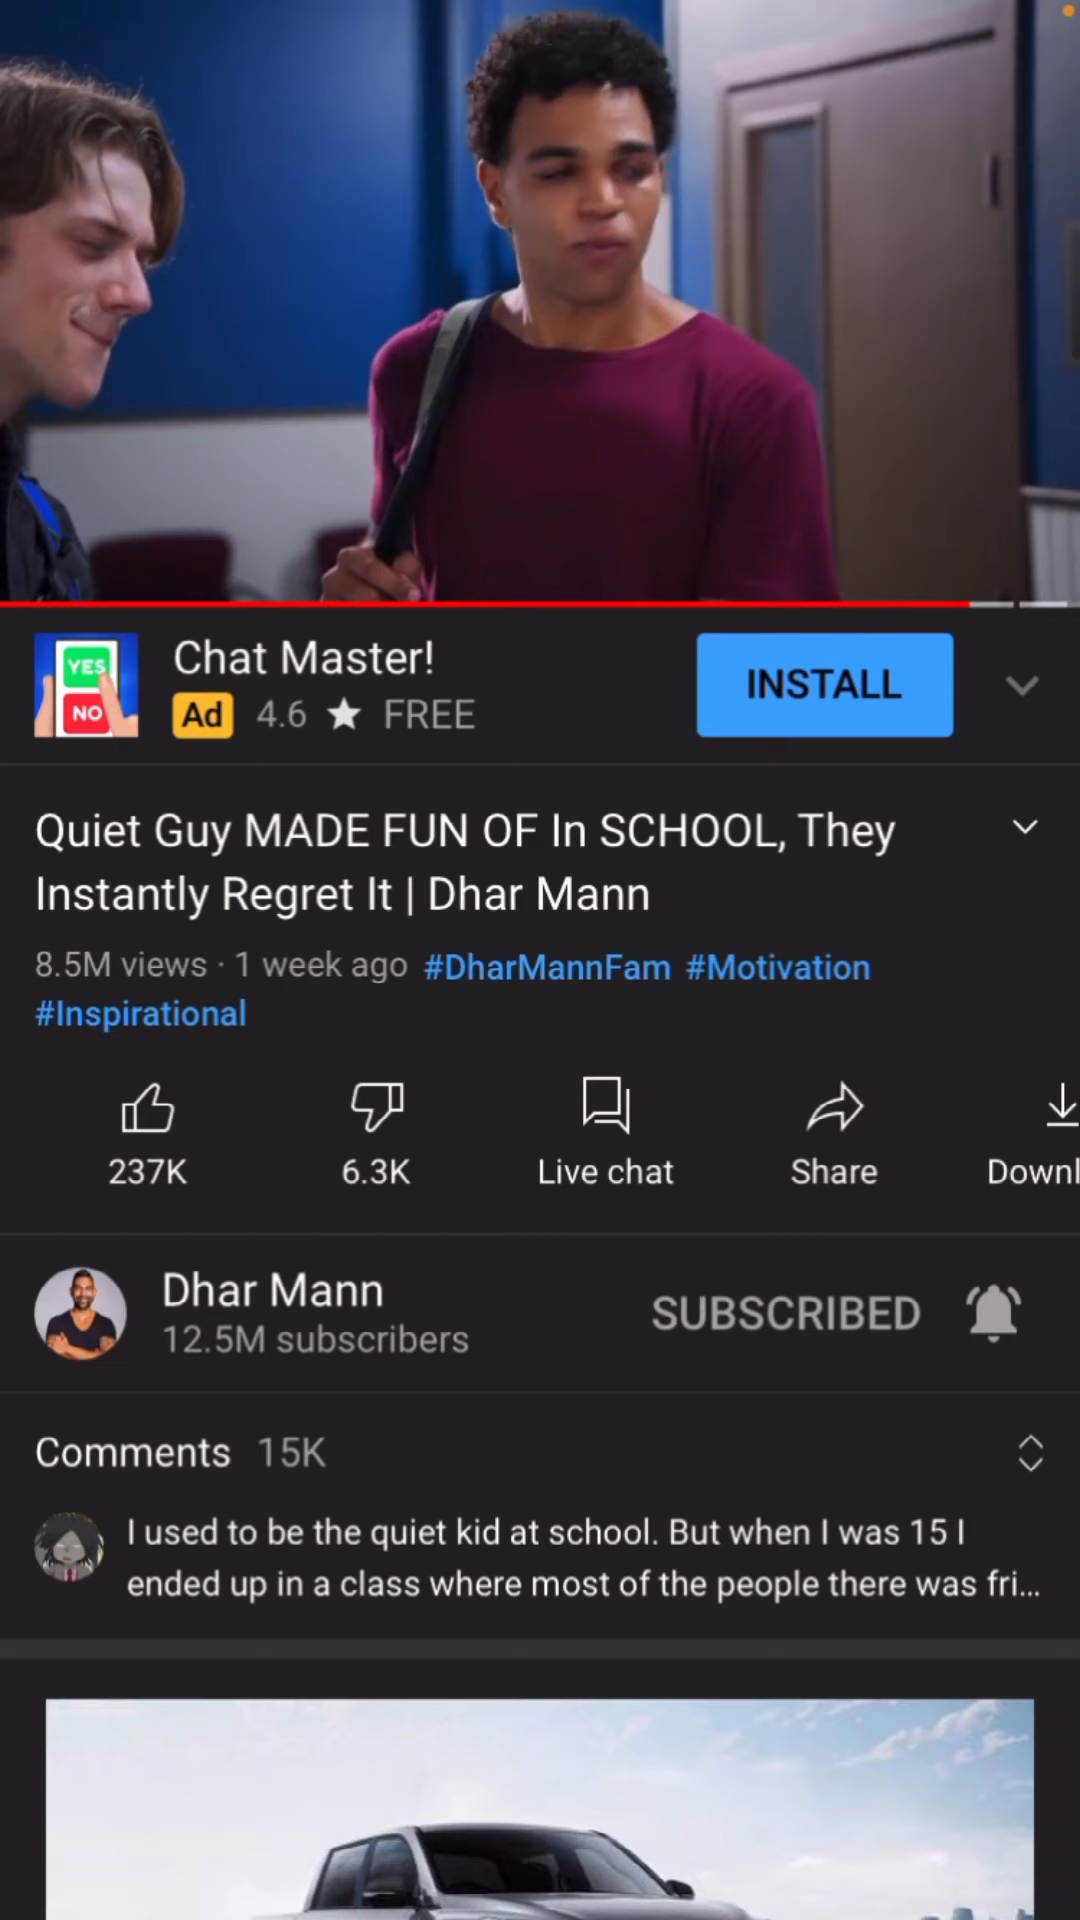 YES
NO
Chat Master!
Ad 4.6 ★ FREE
INSTALL
Quiet Guy MADE FUN OF In SCHOOL, They
Instantly Regret It | Dhar Mann
8.5M views · 1 week ago #DharMannFam #Motivation
#Inspirational
237K
6.3K
Live chat
Share
Downl
Dhar Mann
12.5M subscribers
SUBSCRIBED
Comments 15K
I used to be the quiet kid at school. But when I was 15 I
ended up in a class where most of the people there was fri...